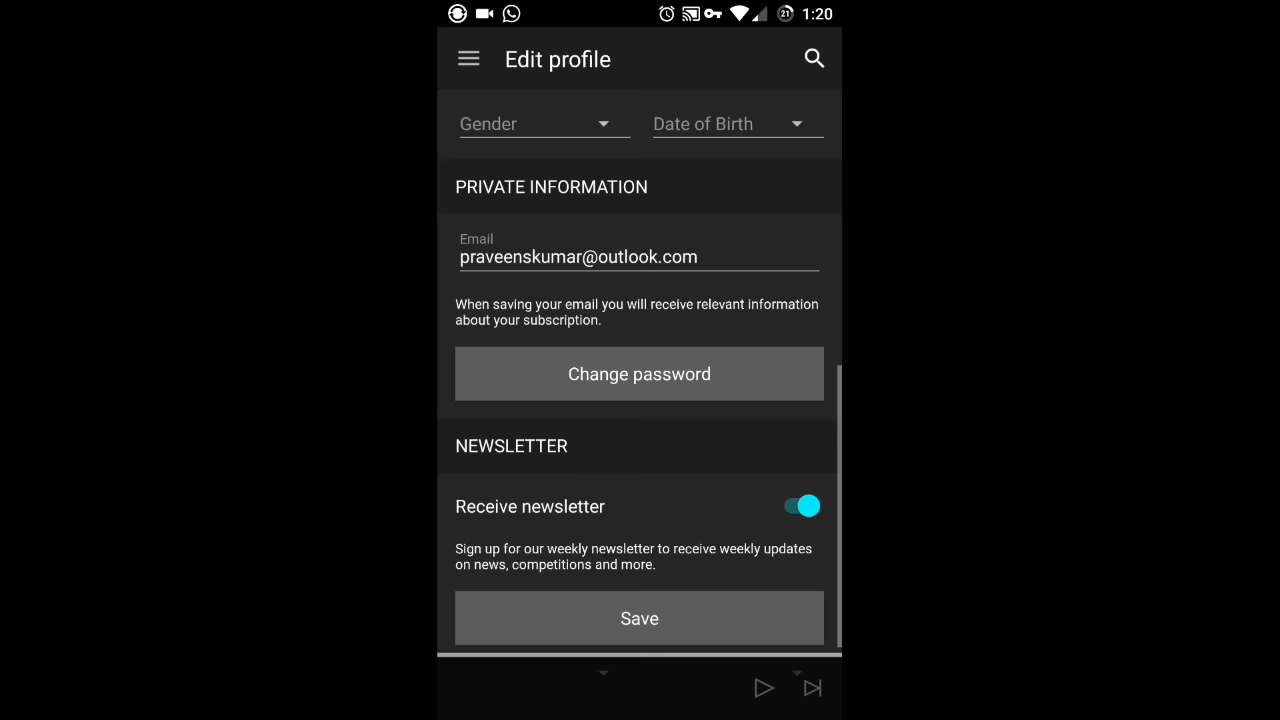 21 1:20
Edit profile
Gender Date of Birth
PRIVATE INFORMATION
Email
praveenskumar@outlook.com
When saving your email you will receive relevant information
about your subscription.
Change password
NEWSLETTER
Receive newsletter
Sign up for our weekly newsletter to receive weekly updates
on news, competitions and more.
Save